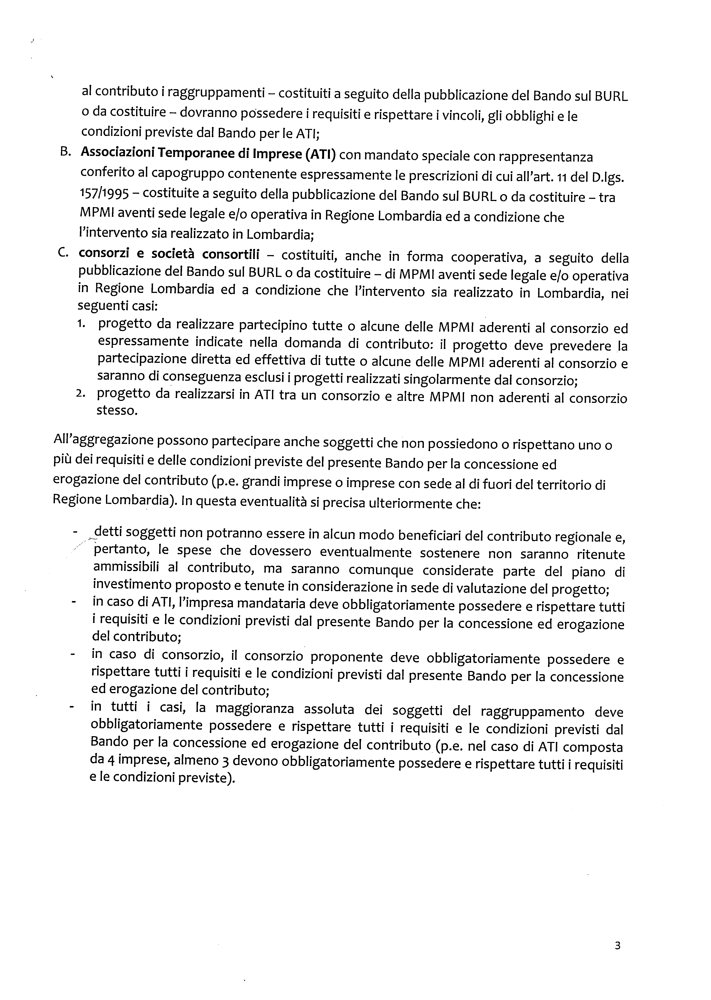 al contributo i raggruppamenti – costituiti a seguito della pubblicazione del Bando sul BURL
o da costituire – dovranno possedere i requisiti e rispettare i vincoli, gli obblighi e le
condizioni previste dal Bando per le ATI;
B. Associazioni Temporanee di Imprese (ATI) con mandato speciale con rappresentanza
conferito al capogruppo contenente espressamente le prescrizioni di cui all'art. 11 del D.lgs.
157/1995 – costituite a seguito della pubblicazione del Bando sul BURL o da costituire – tra
MPMI aventi sede legale e/o operativa in Regione Lombardia ed a condizione che
l'intervento sia realizzato in Lombardia;
C. consorzi e società consortili – costituiti, anche in forma cooperativa, a seguito della
pubblicazione del Bando sul BURL o da costituire – di MPMI aventi sede legale e/o operativa
in Regione Lombardia ed a condizione che l'intervento sia realizzato in Lombardia, nei
seguenti casi:
1. progetto da realizzare partecipino tutte o alcune delle MPMI aderenti al consorzio ed
espressamente indicate nella domanda di contributo: il progetto deve prevedere la
partecipazione diretta ed effettiva di tutte o alcune delle MPMI aderenti al consorzio e
saranno di conseguenza esclusi i progetti realizzati singolarmente dal consorzio;
2. progetto da realizzarsi in ATI tra un consorzio e altre MPMI non aderenti al consorzio
stesso.
All'aggregazione possono partecipare anche soggetti che non possiedono o rispettano uno o
più dei requisiti e delle condizioni previste del presente Bando per la concessione ed
erogazione del contributo (p.e. grandi imprese o imprese con sede al di fuori del territorio di
Regione Lombardia). In questa eventualità si precisa ulteriormente che:
- detti soggetti non potranno essere in alcun modo beneficiari del contributo regionale e,
pertanto, le spese che dovessero eventualmente sostenere non saranno ritenute
ammissibili al contributo, ma saranno comunque considerate parte del piano di
investimento proposto e tenute in considerazione in sede di valutazione del progetto;
- in caso di ATI, l'impresa mandataria deve obbligatoriamente possedere e rispettare tutti
i requisiti e le condizioni previsti dal presente Bando per la concessione ed erogazione
del contributo;
- in caso di consorzio, il consorzio proponente deve obbligatoriamente possedere e
rispettare tutti i requisiti e le condizioni previsti dal presente Bando per la concessione
ed erogazione del contributo;
- in tutti i casi, la maggioranza assoluta dei soggetti del raggruppamento deve
obbligatoriamente possedere e rispettare tutti i requisiti e le condizioni previsti dal
Bando per la concessione ed erogazione del contributo (p.e. nel caso di ATI composta
da 4 imprese, almeno 3 devono obbligatoriamente possedere e rispettare tutti i requisiti
e le condizioni previste).
3